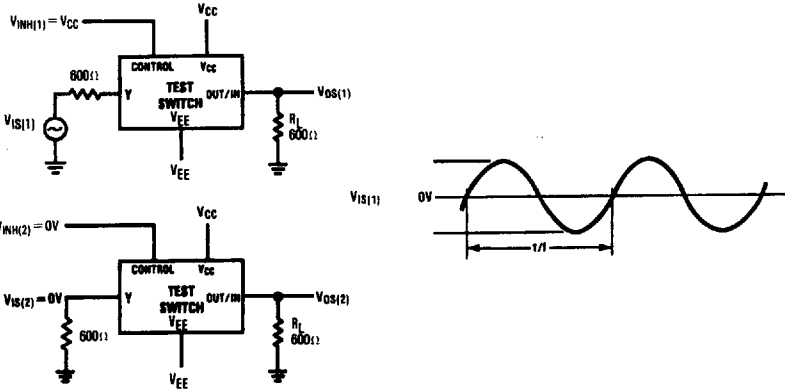 VCC
VINH(1) = VCC
CONTROL VCC
600Ω
Y TEST SWITCH OUT/IN VOS(1)
VIS(1)
VEE
RL
600Ω
VEE
VIS(1) 0V
1/f
VCC
VINH(2) = 0V
CONTROL VCC
VIS(2) = 0V Y TEST SWITCH OUT/IN VOS(2)
VEE
600Ω
RL
600Ω
VEE